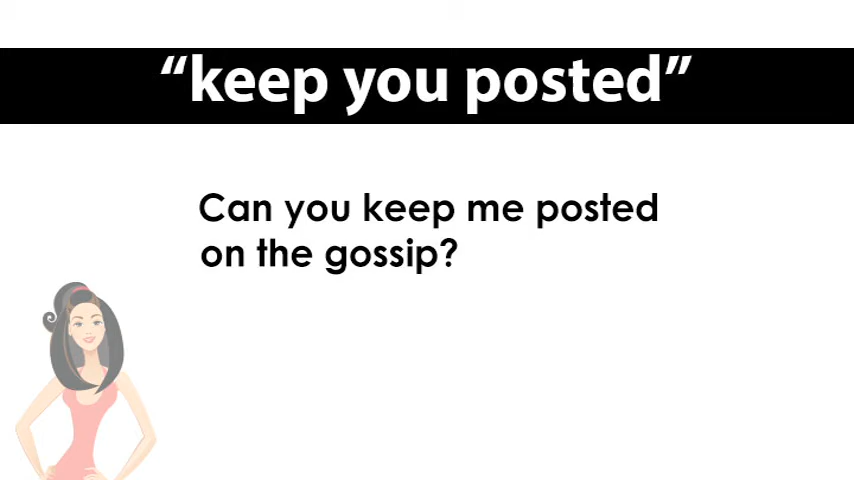 “keep you posted”
Can you keep me posted
on the gossip?